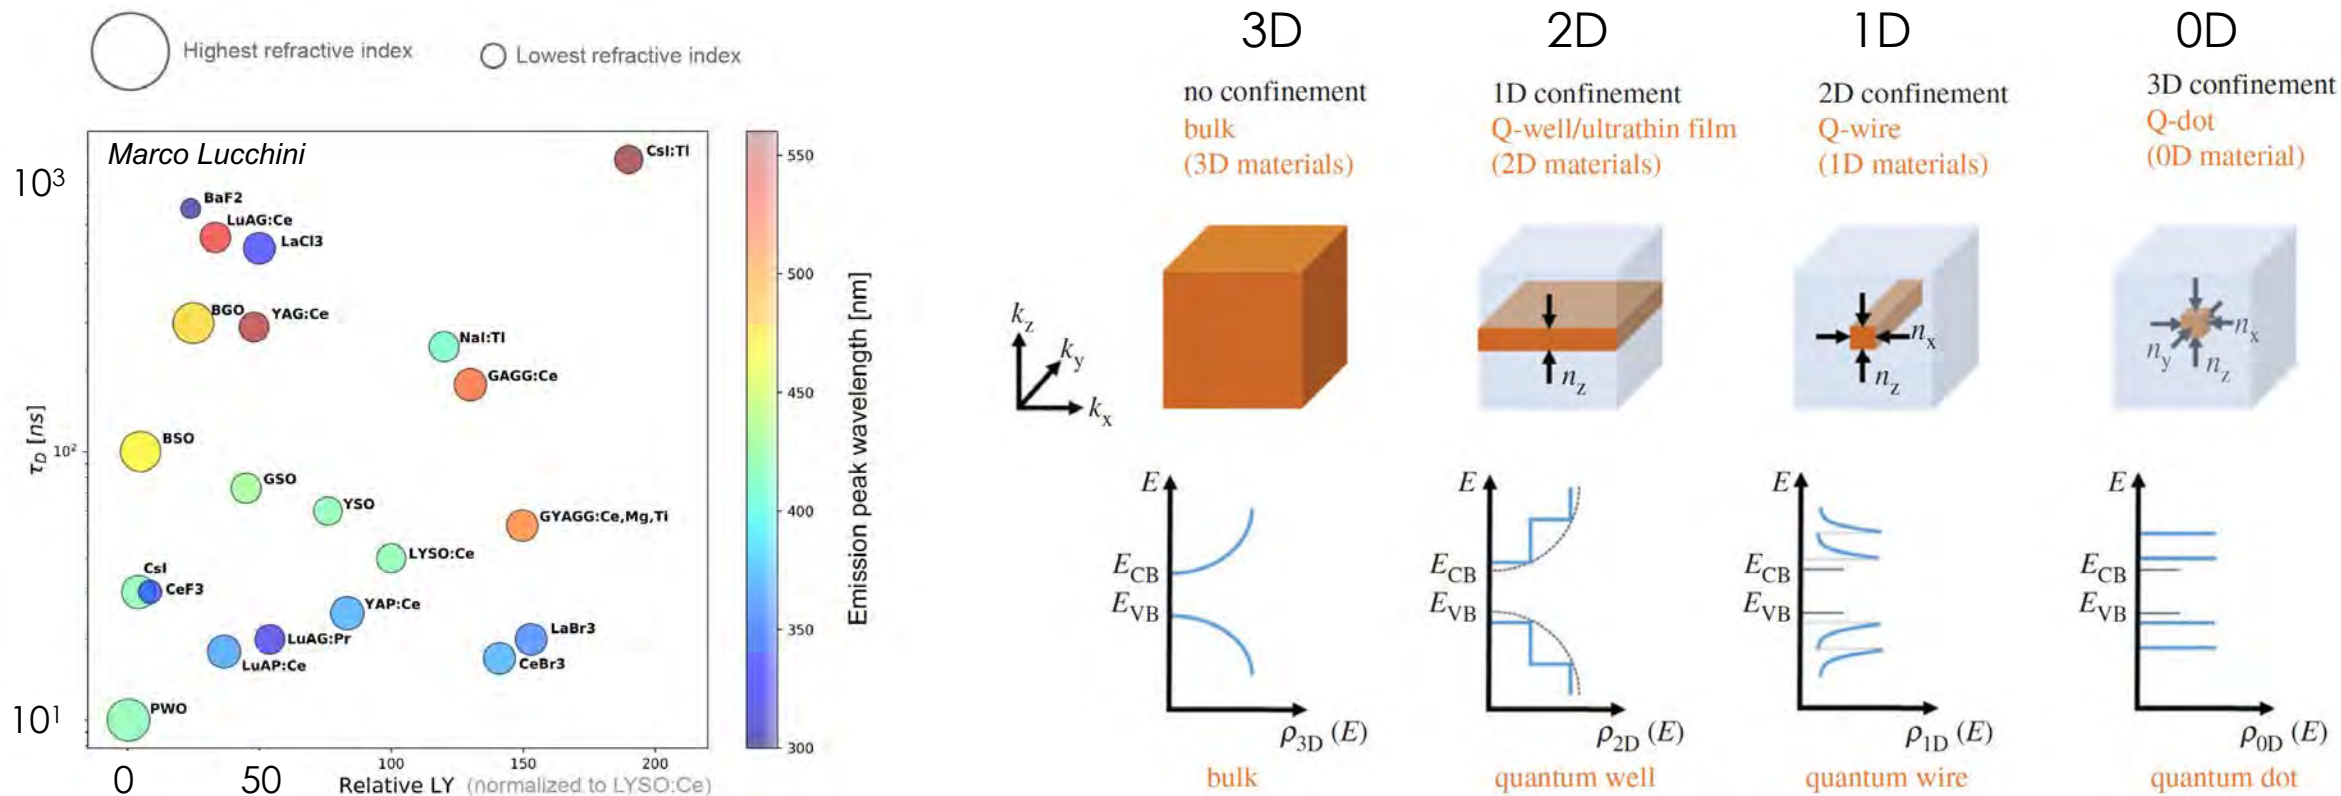 Highest refractive index
Lowest refractive index
Marco Lucchini
10³
10²
10¹
τD [ns]
CsI:Tl
BaF2
LuAG:Ce
LaCl3
BGO
YAG:Ce
NaI:Tl
GAGG:Ce
BSO
GSO
YSO
GYAGG:Ce,Mg,Ti
LYSO:Ce
CsI
CeF3
YAP:Ce
LuAG:Pr
LaBr3
LuAP:Ce
CeBr3
PWO
0
50
100
150
200
Relative LY (normalized to LYSO:Ce)
550
500
450
400
350
300
Emission peak wavelength [nm]
3D
no confinement
bulk
(3D materials)
2D
1D confinement
Q-well/ultrathin film
(2D materials)
1D
2D confinement
Q-wire
(1D materials)
0D
3D confinement
Q-dot
(0D material)
kz
ky
kx
nz
nx
nz
nx
ny
nz
E
ECB
EVB
ρ3D (E)
bulk
E
ECB
EVB
ρ2D (E)
quantum well
E
ECB
EVB
ρ1D (E)
quantum wire
E
ECB
EVB
ρ0D (E)
quantum dot